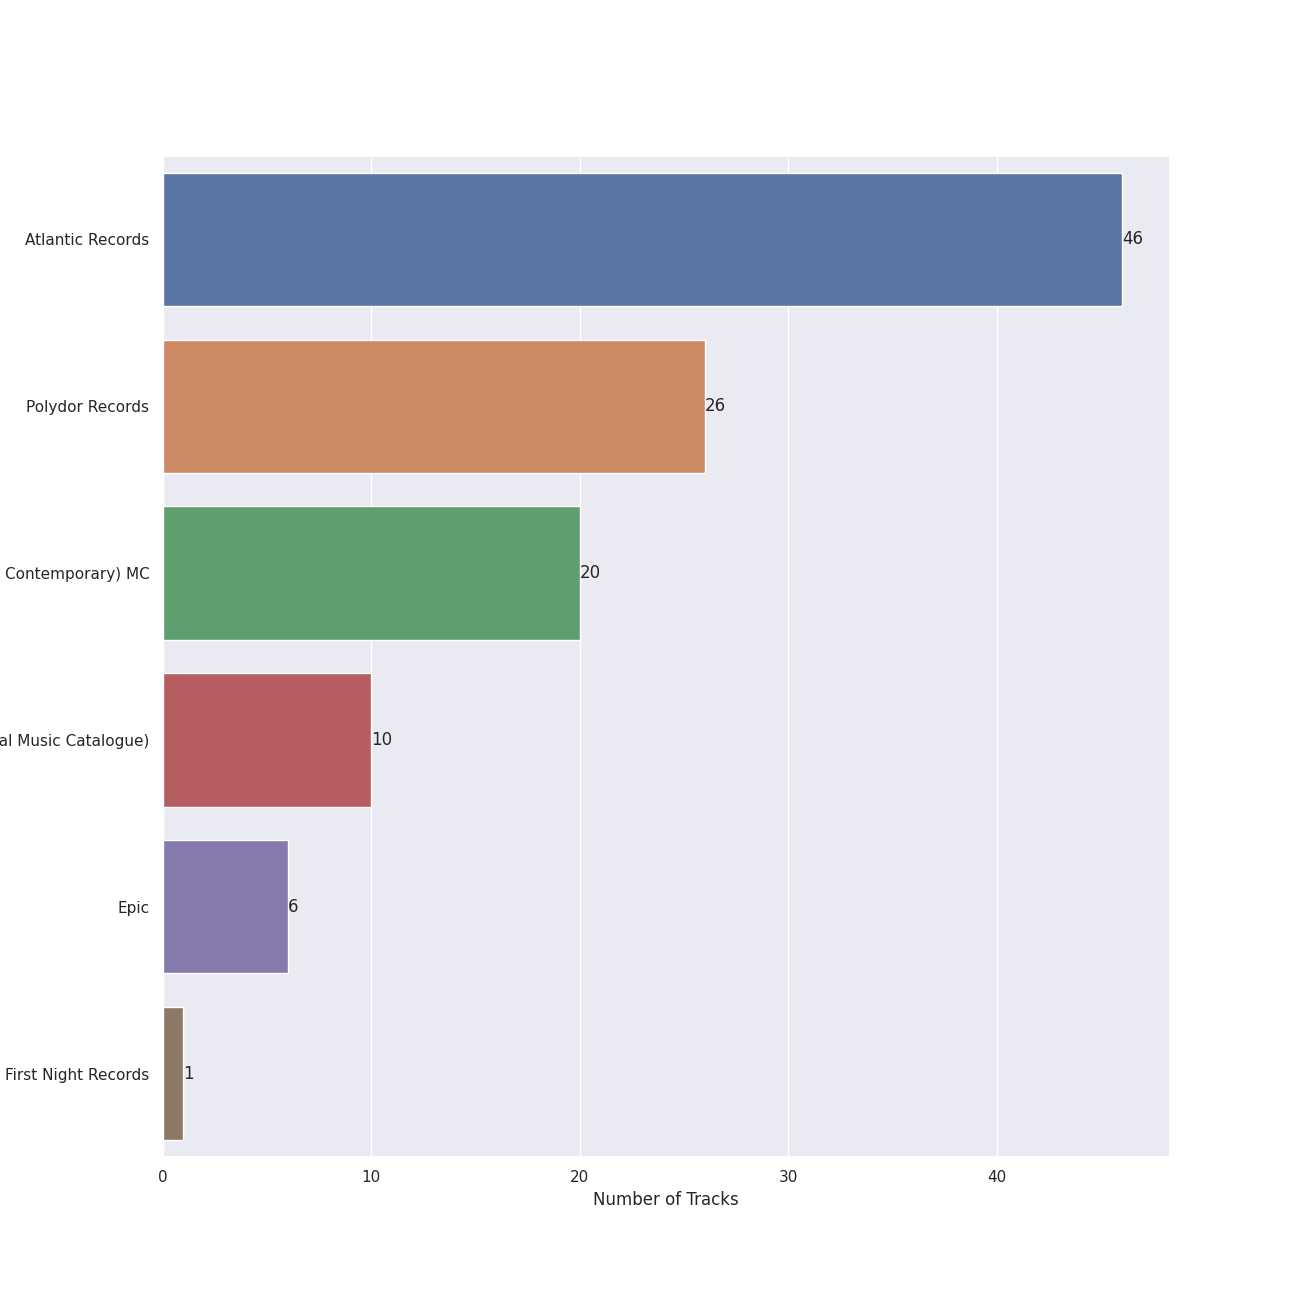 Atlantic Records
46
Polydor Records
26
Contemporary) MC
20
al Music Catalogue)
10
Epic
6
First Night Records
1
0 10 20 30 40
Number of Tracks